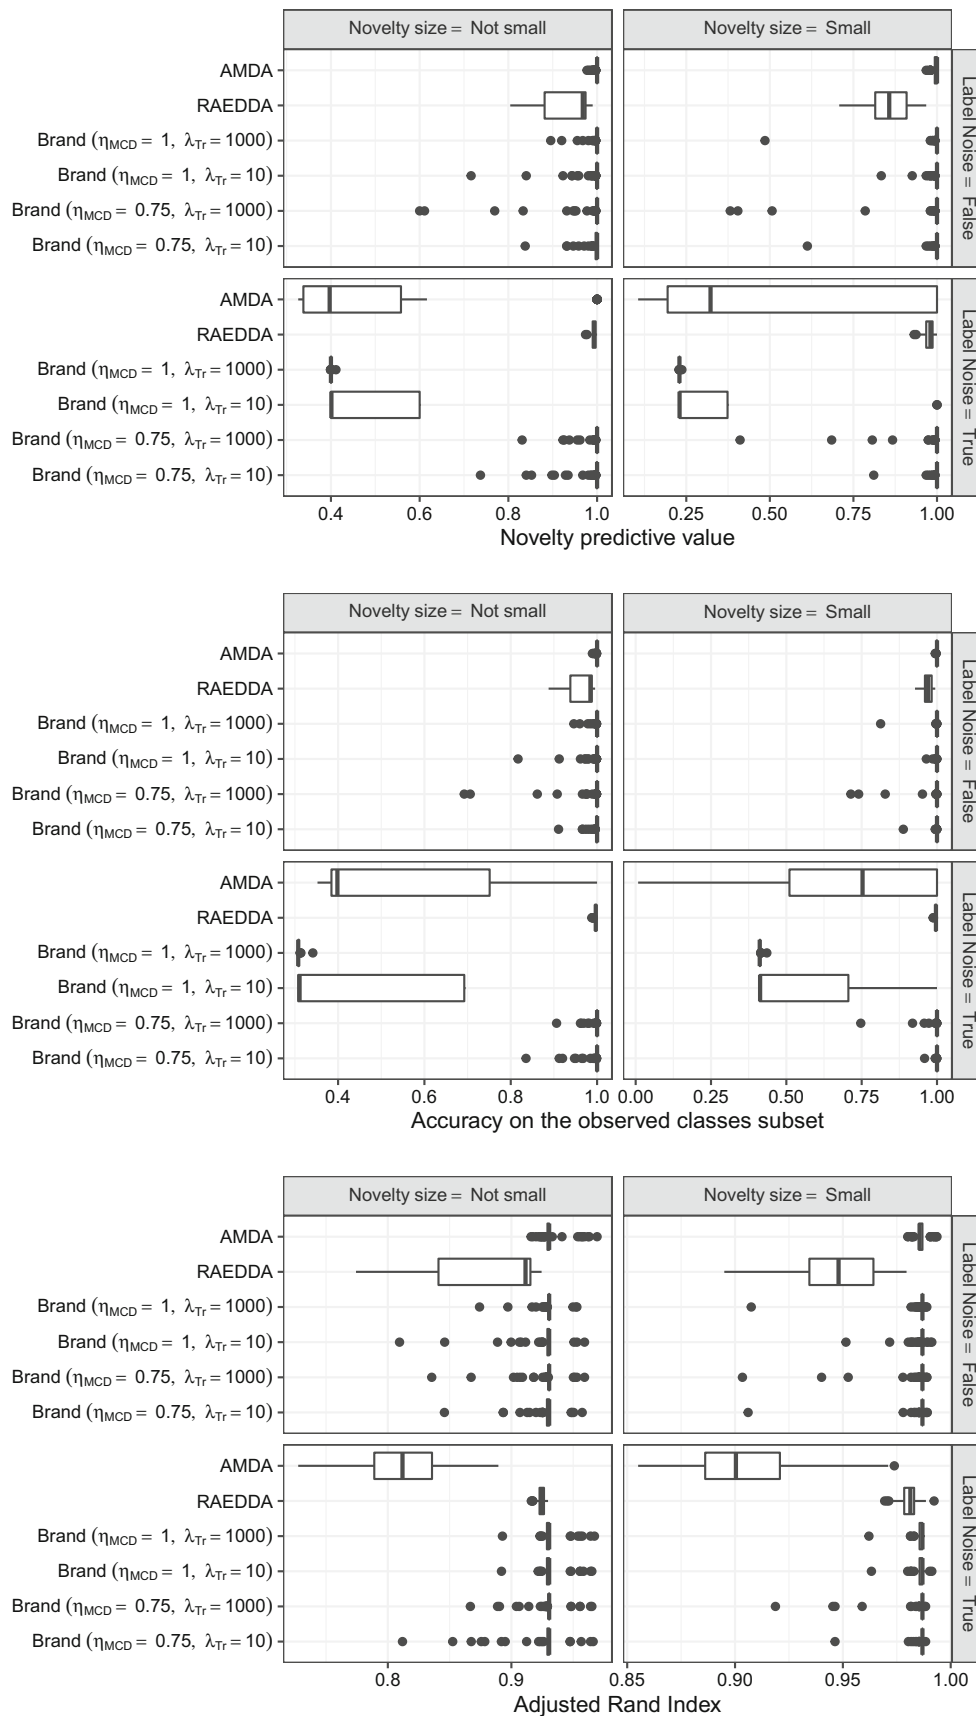 Novelty size = Not small
Novelty size = Small
AMDA
RAEDDA
Brand (ηMCD = 1, λTr = 1000)
Brand (ηMCD = 1, λTr = 10)
Brand (ηMCD = 0.75, λTr = 1000)
Brand (ηMCD = 0.75, λTr = 10)
Label Noise = False
AMDA
RAEDDA
Brand (ηMCD = 1, λTr = 1000)
Brand (ηMCD = 1, λTr = 10)
Brand (ηMCD = 0.75, λTr = 1000)
Brand (ηMCD = 0.75, λTr = 10)
Label Noise = True
0.4 0.6 0.8 1.0
0.25 0.50 0.75 1.00
Novelty predictive value
Novelty size = Not small
Novelty size = Small
AMDA
RAEDDA
Brand (ηMCD = 1, λTr = 1000)
Brand (ηMCD = 1, λTr = 10)
Brand (ηMCD = 0.75, λTr = 1000)
Brand (ηMCD = 0.75, λTr = 10)
Label Noise = False
AMDA
RAEDDA
Brand (ηMCD = 1, λTr = 1000)
Brand (ηMCD = 1, λTr = 10)
Brand (ηMCD = 0.75, λTr = 1000)
Brand (ηMCD = 0.75, λTr = 10)
Label Noise = True
0.4 0.6 0.8 1.0
0.00 0.25 0.50 0.75 1.00
Accuracy on the observed classes subset
Novelty size = Not small
Novelty size = Small
AMDA
RAEDDA
Brand (ηMCD = 1, λTr = 1000)
Brand (ηMCD = 1, λTr = 10)
Brand (ηMCD = 0.75, λTr = 1000)
Brand (ηMCD = 0.75, λTr = 10)
Label Noise = False
AMDA
RAEDDA
Brand (ηMCD = 1, λTr = 1000)
Brand (ηMCD = 1, λTr = 10)
Brand (ηMCD = 0.75, λTr = 1000)
Brand (ηMCD = 0.75, λTr = 10)
Label Noise = True
0.8 0.9
0.85 0.90 0.95 1.00
Adjusted Rand Index